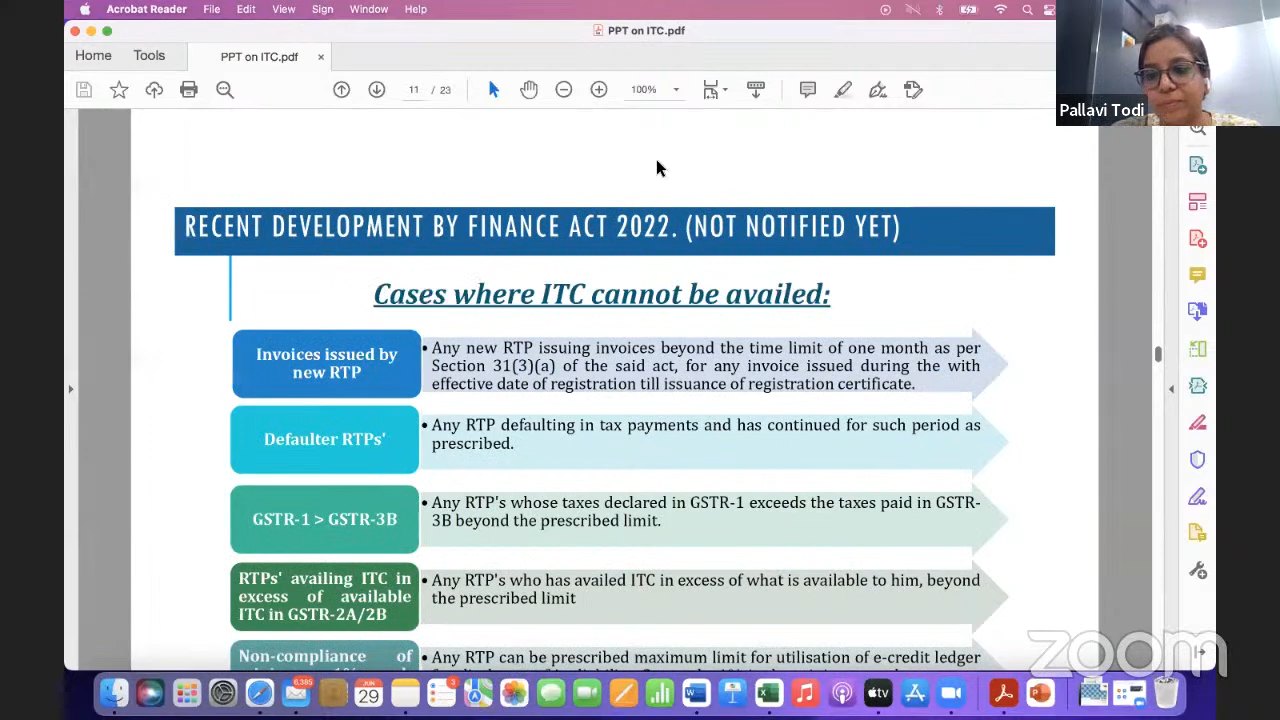 Acrobat Reader File Edit View Sign Window Help
PPT on ITC.pdf
Home Tools PPT on ITC.pdf ×
11 / 23 100%
Pallavi Todi
RECENT DEVELOPMENT BY FINANCE ACT 2022. (NOT NOTIFIED YET)
Cases where ITC cannot be availed:
Invoices issued by
new RTP
• Any new RTP issuing invoices beyond the time limit of one month as per
Section 31(3)(a) of the said act, for any invoice issued during the with
effective date of registration till issuance of registration certificate.
Defaulter RTPs'
• Any RTP defaulting in tax payments and has continued for such period as
prescribed.
GSTR-1 > GSTR-3B
• Any RTP's whose taxes declared in GSTR-1 exceeds the taxes paid in GSTR-
3B beyond the prescribed limit.
RTPs' availing ITC in
excess of available
ITC in GSTR-2A/2B
• Any RTP's who has availed ITC in excess of what is available to him, beyond
the prescribed limit
Non-compliance of
• Any RTP can be prescribed maximum limit for utilisation of e-credit ledger
zoom
6,385
JUN
29
3